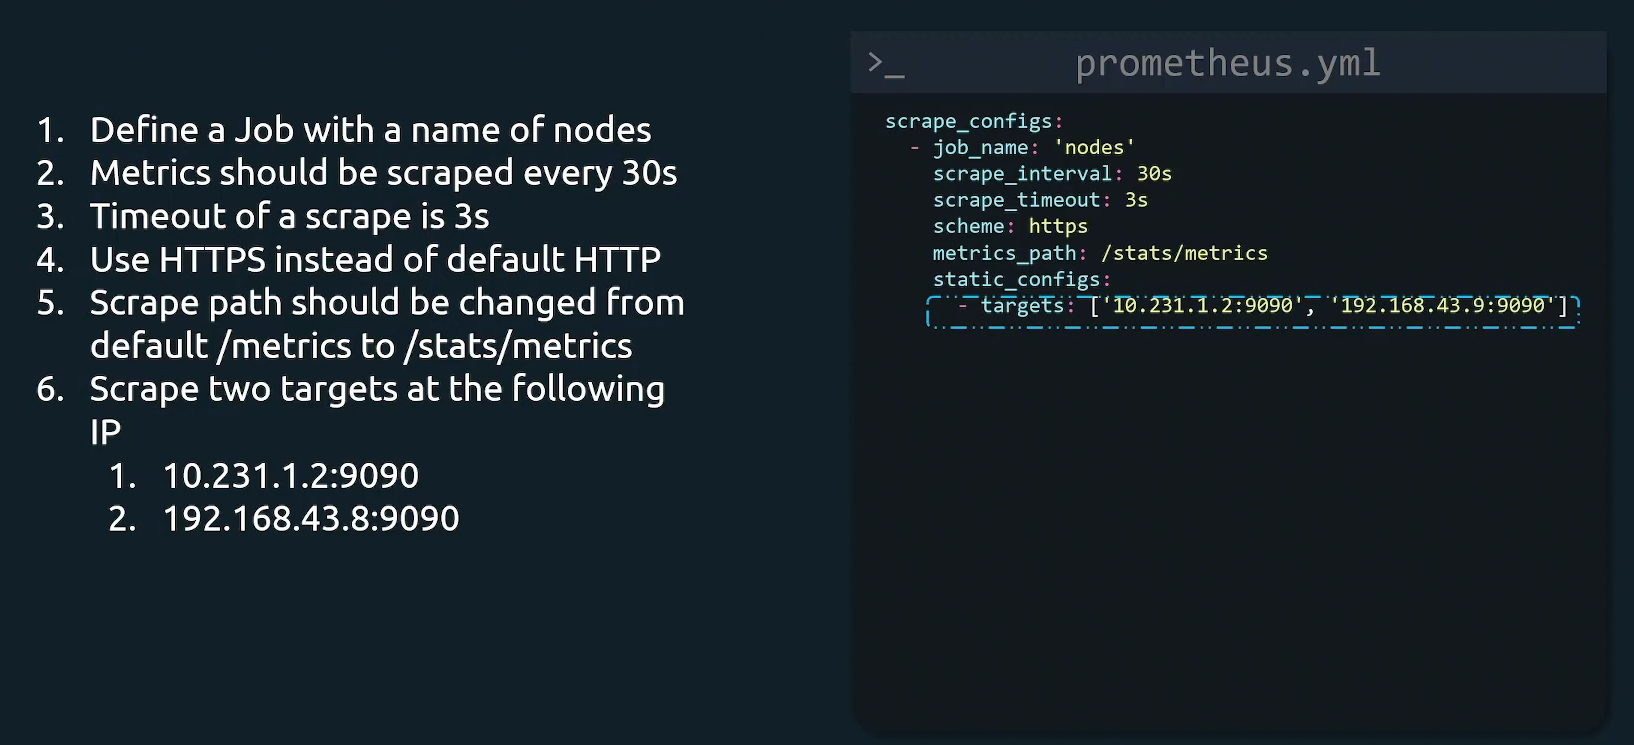 1. Define a Job with a name of nodes
2. Metrics should be scraped every 30s
3. Timeout of a scrape is 3s
4. Use HTTPS instead of default HTTP
5. Scrape path should be changed from
default /metrics to /stats/metrics
6. Scrape two targets at the following
IP
1. 10.231.1.2:9090
2. 192.168.43.8:9090
>_ prometheus.yml
scrape_configs:
  - job_name: 'nodes'
    scrape_interval: 30s
    scrape_timeout: 3s
    scheme: https
    metrics_path: /stats/metrics
    static_configs:
      - targets: ['10.231.1.2:9090', '192.168.43.9:9090']